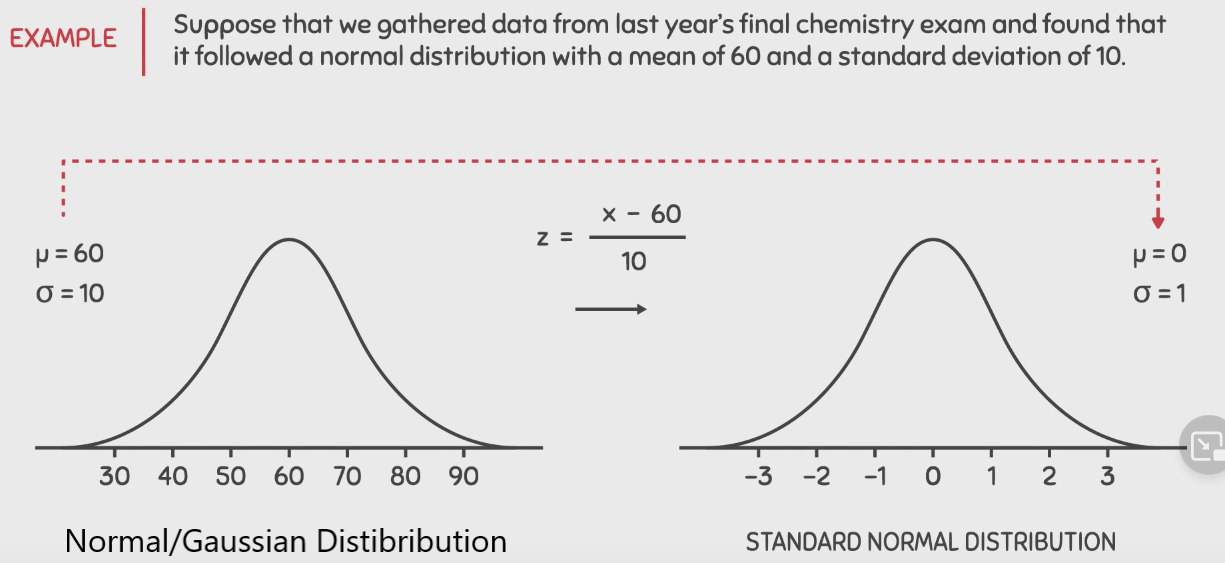 EXAMPLE
Suppose that we gathered data from last year's final chemistry exam and found that
it followed a normal distribution with a mean of 60 and a standard deviation of 10.
μ = 60
σ = 10
z = x - 60
10
μ = 0
σ = 1
30 40 50 60 70 80 90
-3 -2 -1 0 1 2 3
Normal/Gaussian Distibribution
STANDARD NORMAL DISTRIBUTION